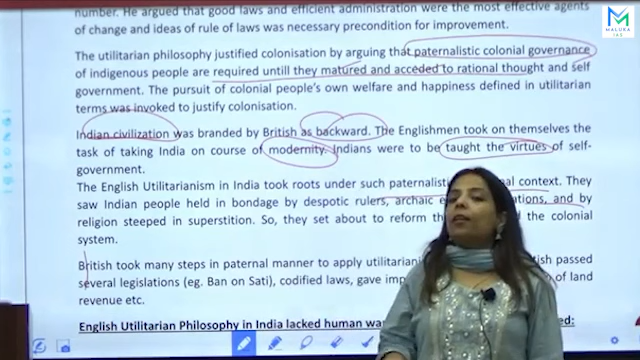 number. He argued that good laws and efficient administration were the most effective agents
of change and ideas of rule of laws was necessary precondition for improvement.
The utilitarian philosophy justified colonisation by arguing that paternalistic colonial governance
of indigenous people are required untill they matured and acceded to rational thought and self
government. The pursuit of colonial people's own welfare and happiness defined in utilitarian
terms was invoked to justify colonisation.
Indian civilization was branded by British as backward. The Englishmen took on themselves the
task of taking India on course of modernity. Indians were to be taught the virtues of self-
government.
The English Utilitarianism in India took roots under such paternalistic context. They
saw Indian people held in bondage by despotic rulers, archaic and by
religion steeped in superstition. So, they set about to reform the the colonial
system.
British took many steps in paternal manner to apply passed
several legislations (eg. Ban on Sati), codified laws, gave of land
revenue etc.
English Utilitarian Philosophy in India lacked human
MALUKA
IAS